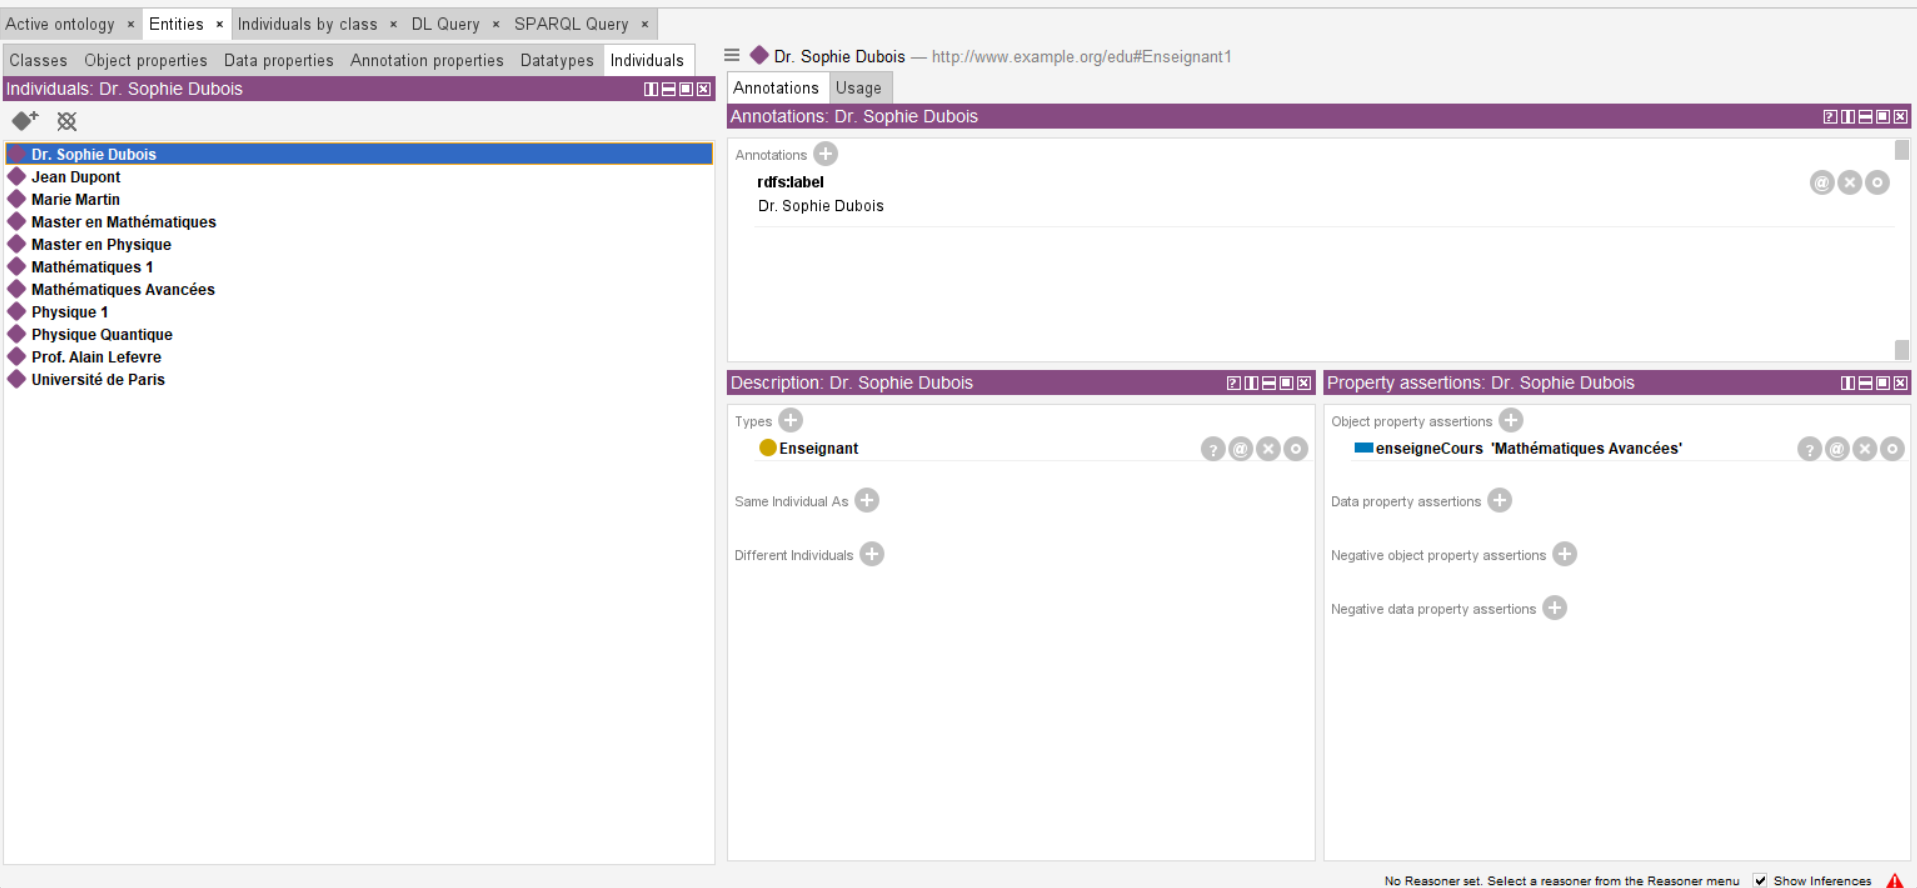 Active ontology × Entities × Individuals by class × DL Query × SPARQL Query ×
Classes Object properties Data properties Annotation properties Datatypes Individuals
Individuals: Dr. Sophie Dubois
Dr. Sophie Dubois
Jean Dupont
Marie Martin
Master en Mathématiques
Master en Physique
Mathématiques 1
Mathématiques Avancées
Physique 1
Physique Quantique
Prof. Alain Lefevre
Université de Paris
Dr. Sophie Dubois — http://www.example.org/edu#Enseignant1
Annotations Usage
Annotations: Dr. Sophie Dubois
Annotations
rdfs:label
Dr. Sophie Dubois
Description: Dr. Sophie Dubois
Types
Enseignant
Same Individual As
Different Individuals
Property assertions: Dr. Sophie Dubois
Object property assertions
enseigneCours 'Mathématiques Avancées'
Data property assertions
Negative object property assertions
Negative data property assertions
No Reasoner set. Select a reasoner from the Reasoner menu Show Inferences